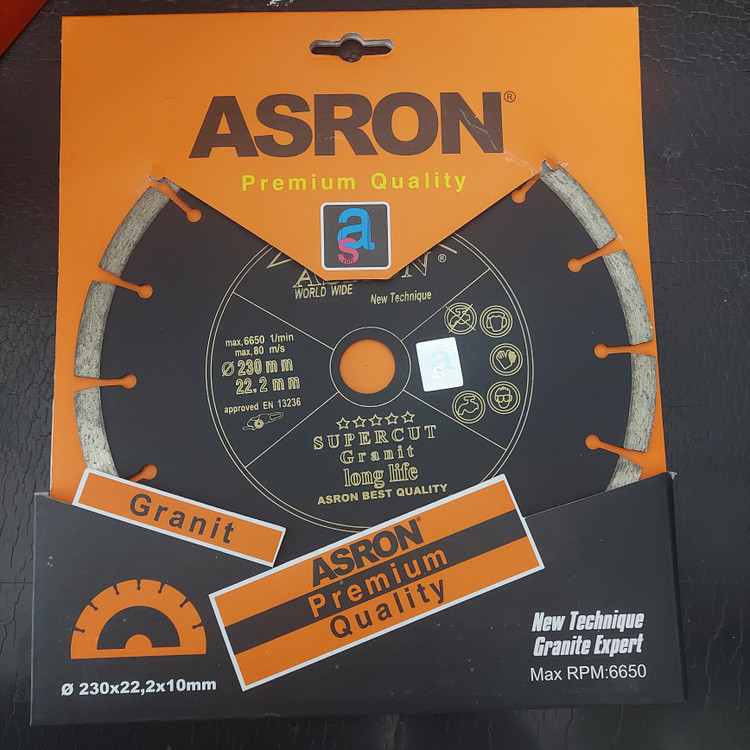 ASRON®
Premium Quality
as
WORLD WIDE
New Technique
max,6650 1/min
max,80 m/s
Ø 230 m m
22.2 m m
approved EN 13236
as
☆☆☆☆☆
SUPERCUT
Granit
long life
ASRON BEST QUALITY
Granit
ASRON®
Premium
Quality
Ø 230x22,2x10mm
New Technique
Granite Expert
Max RPM:6650